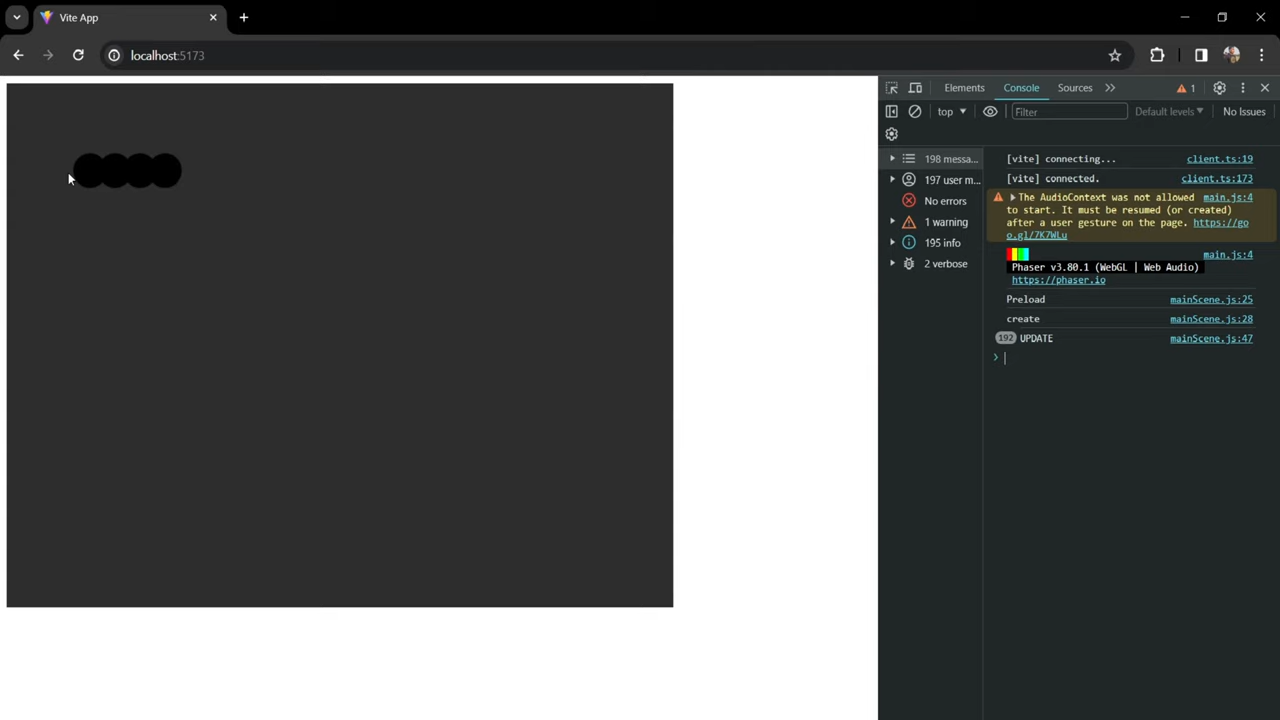 Vite App
localhost:5173
Elements
Console
Sources
1
top
Filter
Default levels
No Issues
198 messa...
197 user m...
No errors
1 warning
195 info
2 verbose
[vite] connecting...
client.ts:19
[vite] connected.
client.ts:173
The AudioContext was not allowed main.js:4
to start. It must be resumed (or created)
after a user gesture on the page. https://go
o.gl/7K7WLu
main.js:4
Phaser v3.80.1 (WebGL | Web Audio)
https://phaser.io
Preload
mainScene.js:25
create
mainScene.js:28
192 UPDATE
mainScene.js:47